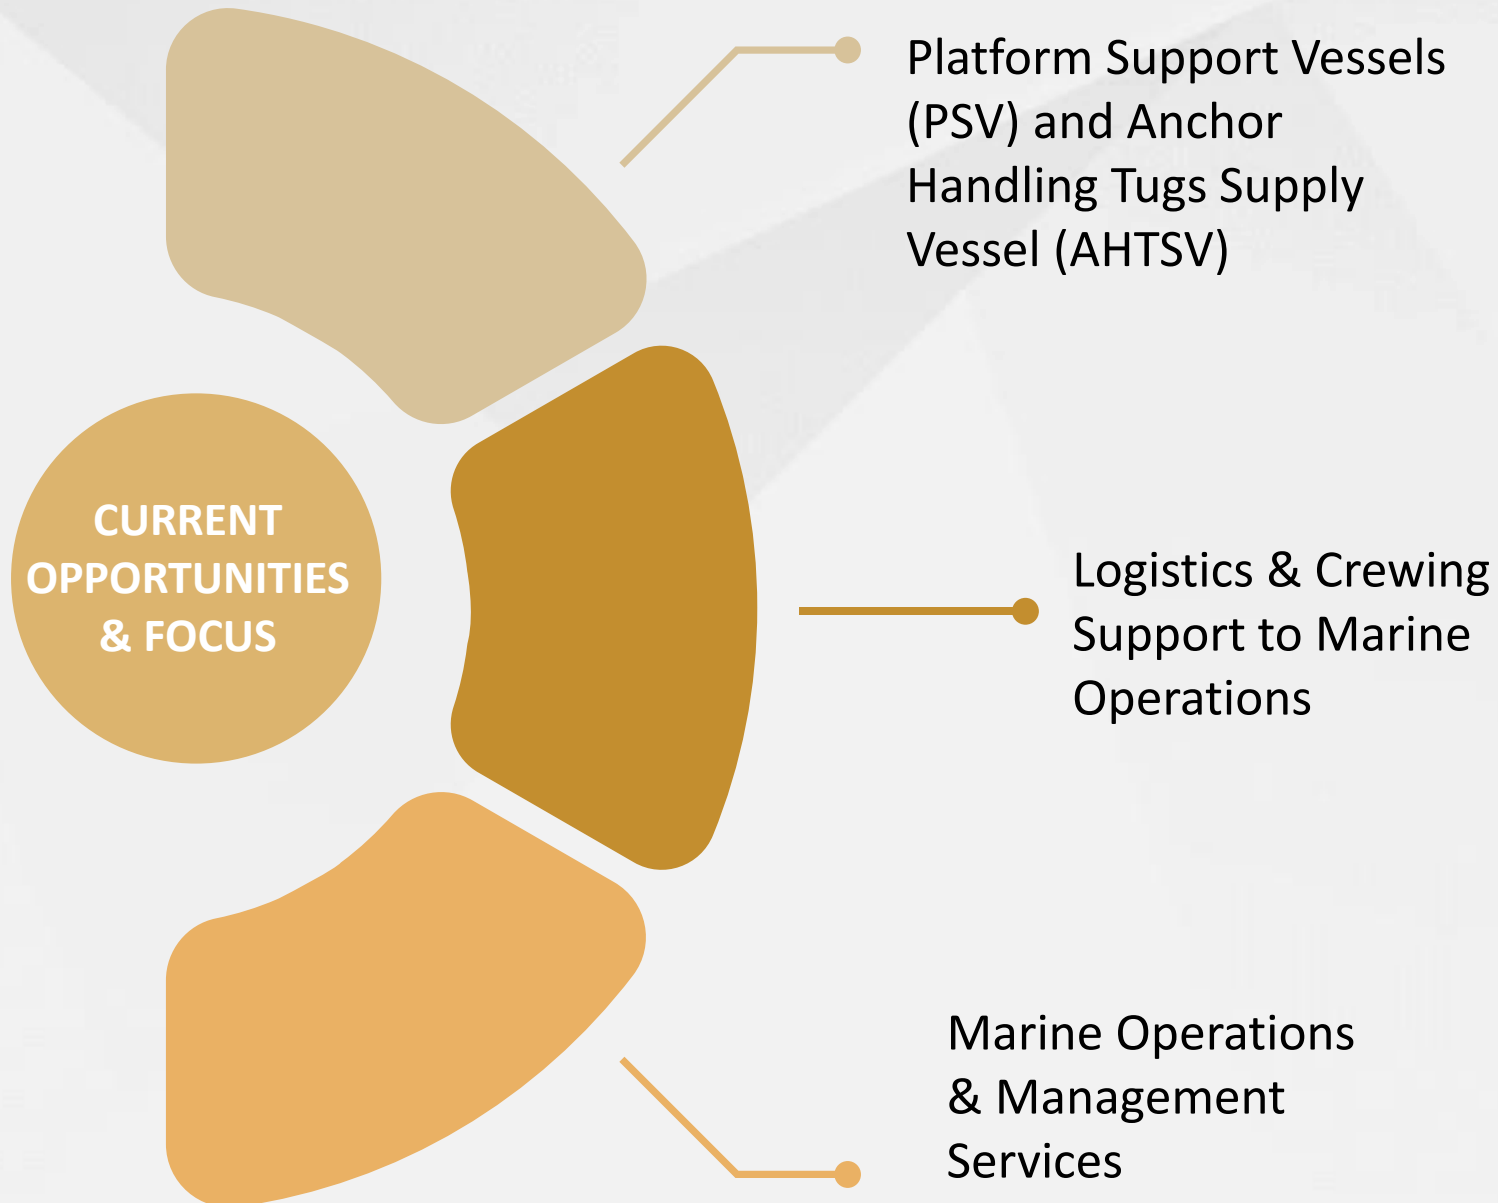 Platform Support Vessels
(PSV) and Anchor
Handling Tugs Supply
Vessel (AHTSV)
CURRENT
OPPORTUNITIES
& FOCUS
Logistics & Crewing
Support to Marine
Operations
Marine Operations
& Management
Services